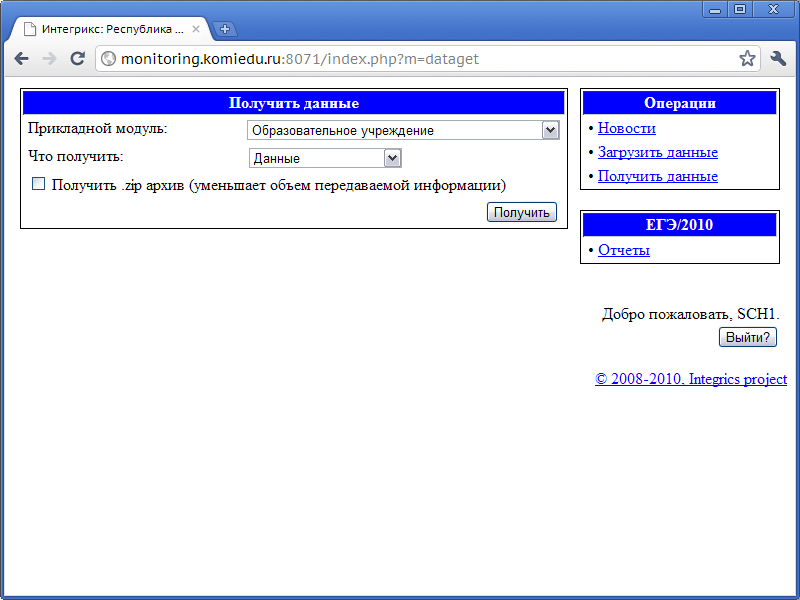 Интегрикс: Республика ...
monitoring.komiedu.ru:8071/index.php?m=dataget
Получить данные
Прикладной модуль:
Образовательное учреждение
Что получить:
Данные
Получить .zip архив (уменьшает объем передаваемой информации)
Получить
Операции
• Новости
• Загрузить данные
• Получить данные
ЕГЭ/2010
• Отчеты
Добро пожаловать, SCH1.
Выйти?
© 2008-2010. Integrics project